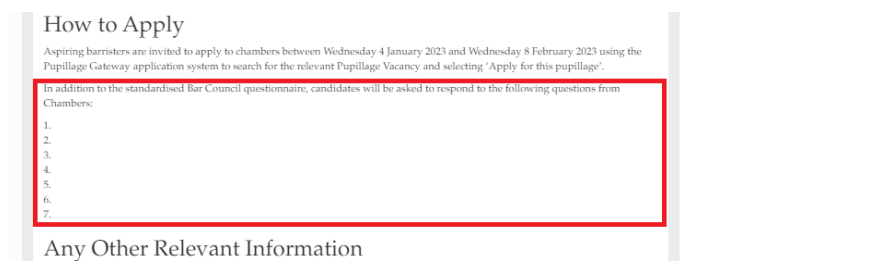 How to Apply
Aspiring barristers are invited to apply to chambers between Wednesday 4 January 2023 and Wednesday 8 February 2023 using the
Pupillage Gateway application system to search for the relevant Pupillage Vacancy and selecting ‘Apply for this pupillage’.
In addition to the standardised Bar Council questionnaire, candidates will be asked to respond to the following questions from
Chambers:
1.
2.
3.
4.
5.
6.
7.
Any Other Relevant Information